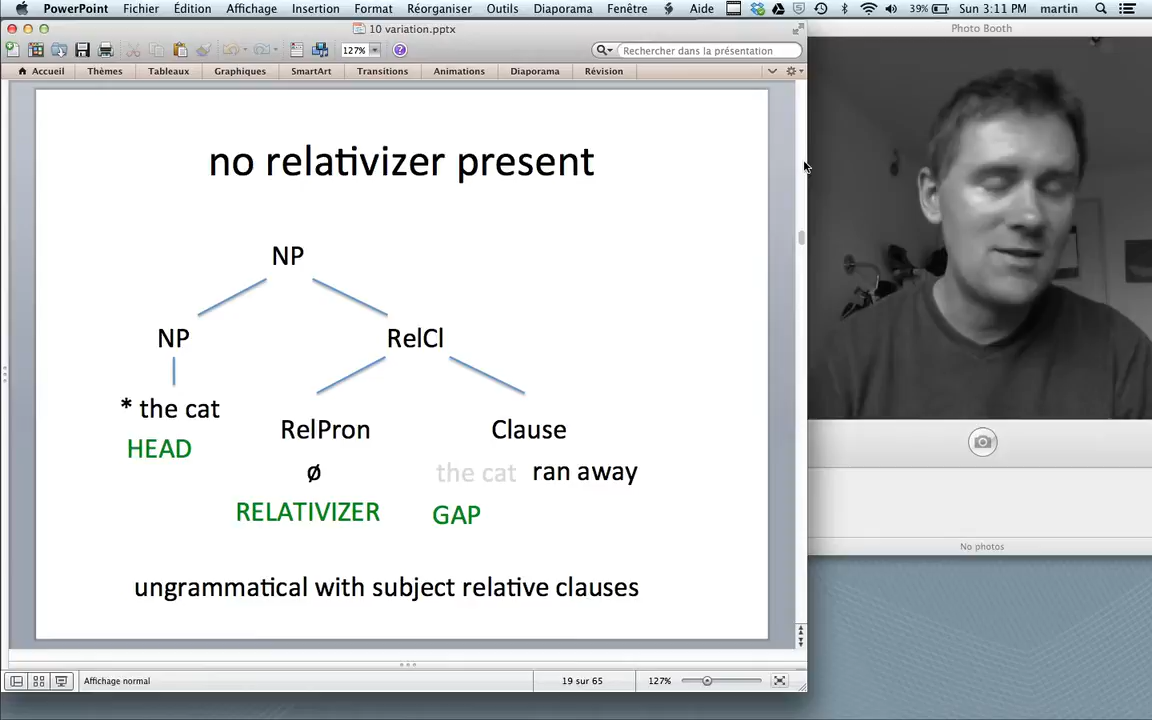 PowerPoint Fichier Édition Affichage Insertion Format Réorganiser Outils Diaporama Fenêtre Aide 39% Sun 3:11 PM martin
10 variation.pptx
Photo Booth
127% Rechercher dans la présentation
Accueil Thèmes Tableaux Graphiques SmartArt Transitions Animations Diaporama Révision
no relativizer present
NP
NP RelCl
* the cat
HEAD
RelPron Clause
ø the cat ran away
RELATIVIZER GAP
ungrammatical with subject relative clauses
No photos
Affichage normal 19 sur 65 127%